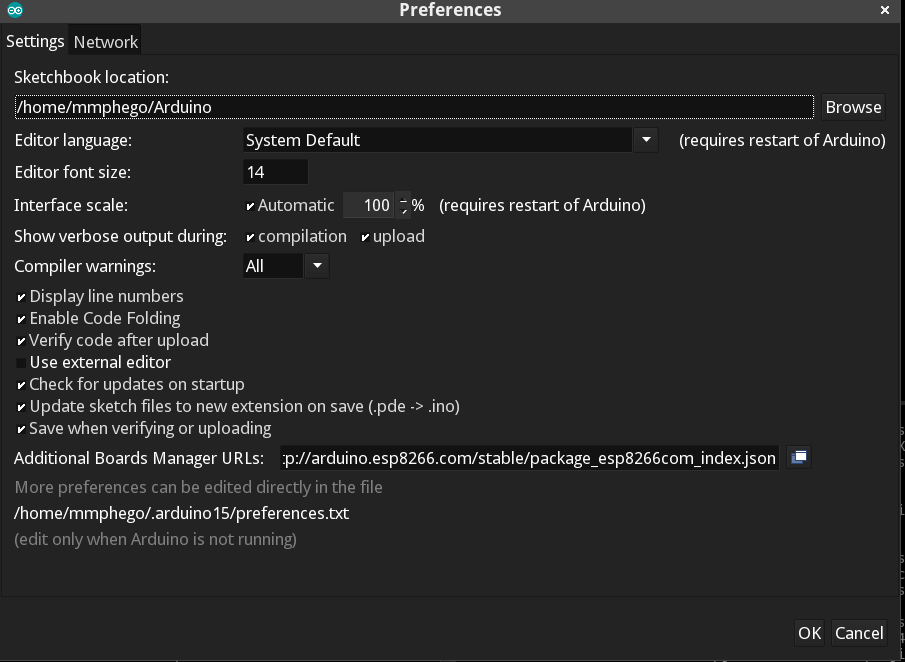 Preferences
Settings Network
Sketchbook location:
/home/mmphego/Arduino Browse
Editor language: System Default (requires restart of Arduino)
Editor font size: 14
Interface scale: Automatic 100 % (requires restart of Arduino)
Show verbose output during: compilation upload
Compiler warnings: All
Display line numbers
Enable Code Folding
Verify code after upload
Use external editor
Check for updates on startup
Update sketch files to new extension on save (.pde -> .ino)
Save when verifying or uploading
Additional Boards Manager URLs: :p://arduino.esp8266.com/stable/package_esp8266com_index.json
More preferences can be edited directly in the file
/home/mmphego/.arduino15/preferences.txt
(edit only when Arduino is not running)
OK Cancel